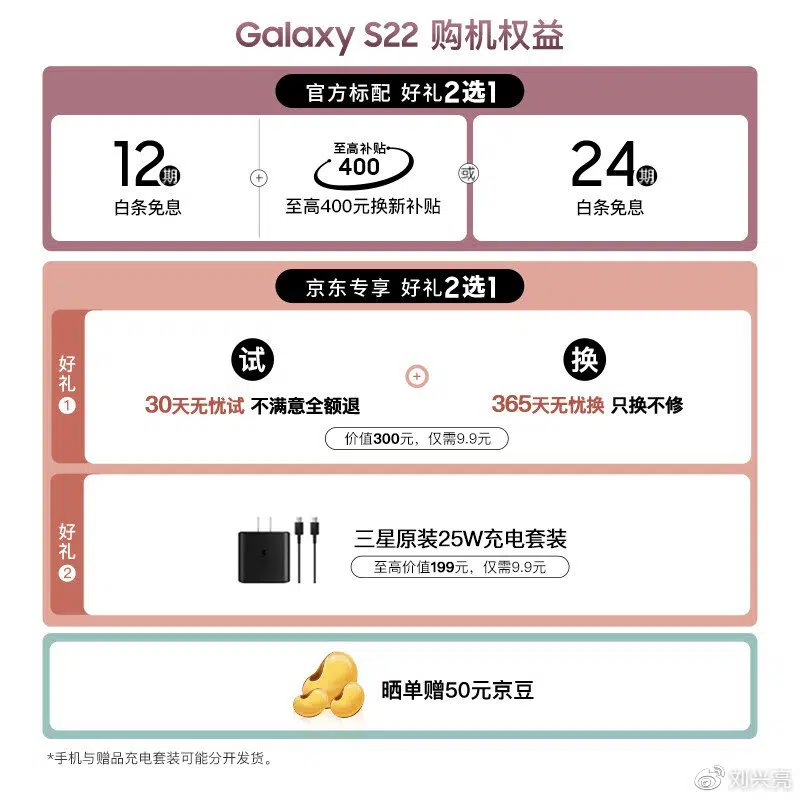 Galaxy S22 购机权益
官方标配 好礼2选1
12期
白条免息
+
至高补贴
400
至高400元换新补贴
或
24期
白条免息
京东专享 好礼2选1
好礼1
试
30天无忧试 不满意全额退
+
换
365天无忧换 只换不修
价值300元，仅需9.9元
好礼2
三星原装25W充电套装
至高价值199元，仅需9.9元
晒单赠50元京豆
*手机与赠品充电套装可能分开发货。
刘兴亮